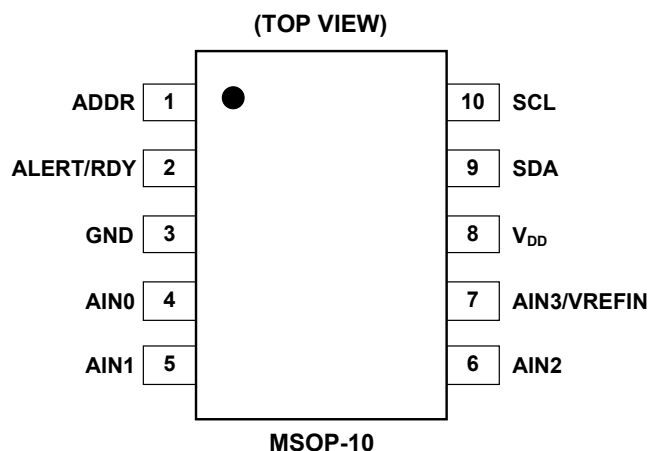 (TOP VIEW)
ADDR 1 10 SCL
ALERT/RDY 2 9 SDA
GND 3 8 VDD
AIN0 4 7 AIN3/VREFIN
AIN1 5 6 AIN2
MSOP-10